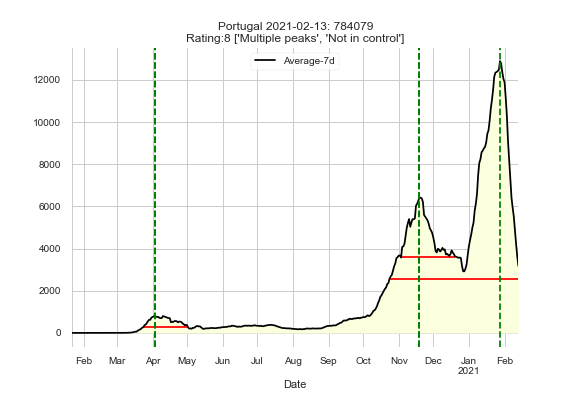 Portugal 2021-02-13: 784079
Rating:8 ['Multiple peaks', 'Not in control']
Average-7d
12000
10000
8000
6000
4000
2000
0
Feb Mar Apr May Jun Jul Aug Sep Oct Nov Dec Jan Feb
2021
Date